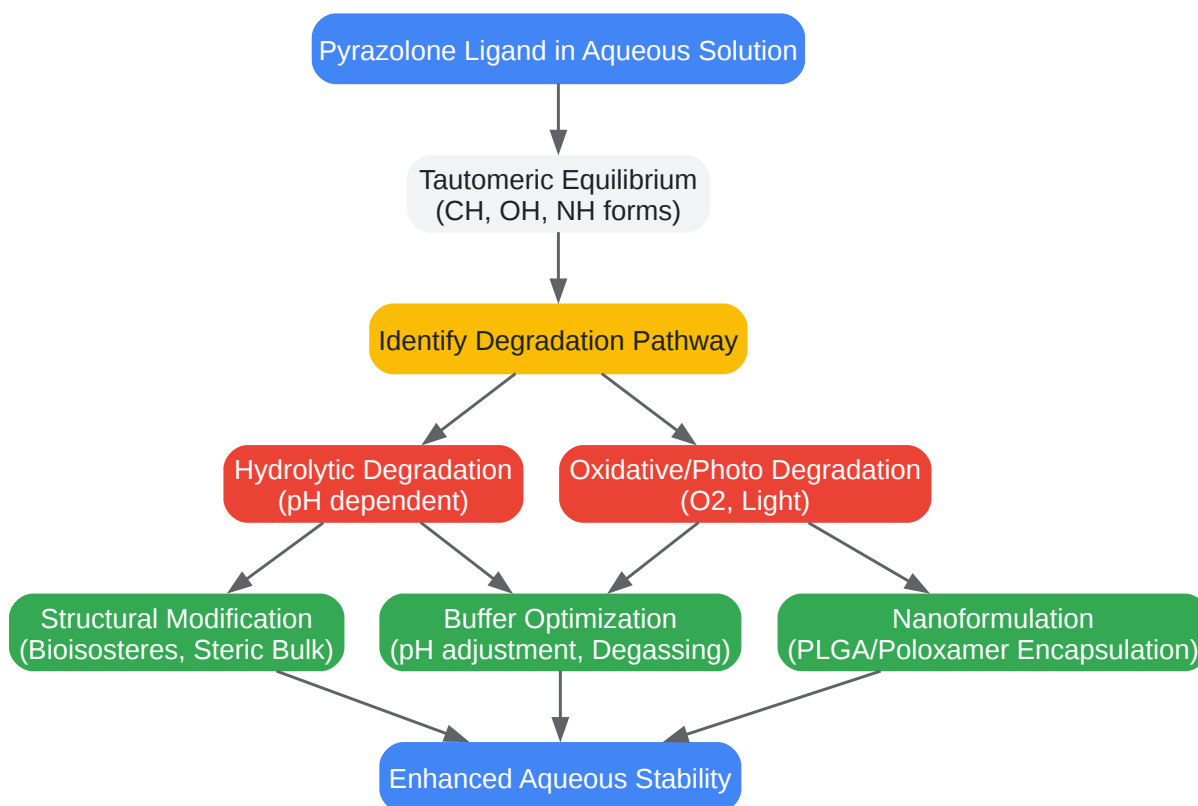 Pyrazolone Ligand in Aqueous Solution
Tautomeric Equilibrium
(CH, OH, NH forms)
Identify Degradation Pathway
Hydrolytic Degradation
(pH dependent)
Oxidative/Photo Degradation
(O2, Light)
Structural Modification
(Bioisosteres, Steric Bulk)
Buffer Optimization
(pH adjustment, Degassing)
Nanoformulation
(PLGA/Poloxamer Encapsulation)
Enhanced Aqueous Stability